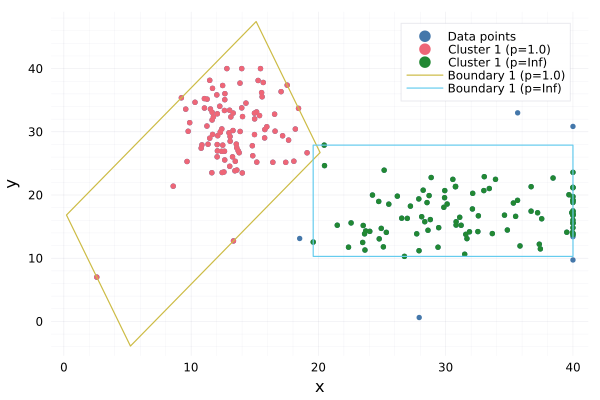 Data points
Cluster 1 (p=1.0)
Cluster 1 (p=Inf)
Boundary 1 (p=1.0)
Boundary 1 (p=Inf)
40
30
20
10
0
y
0 10 20 30 40
x